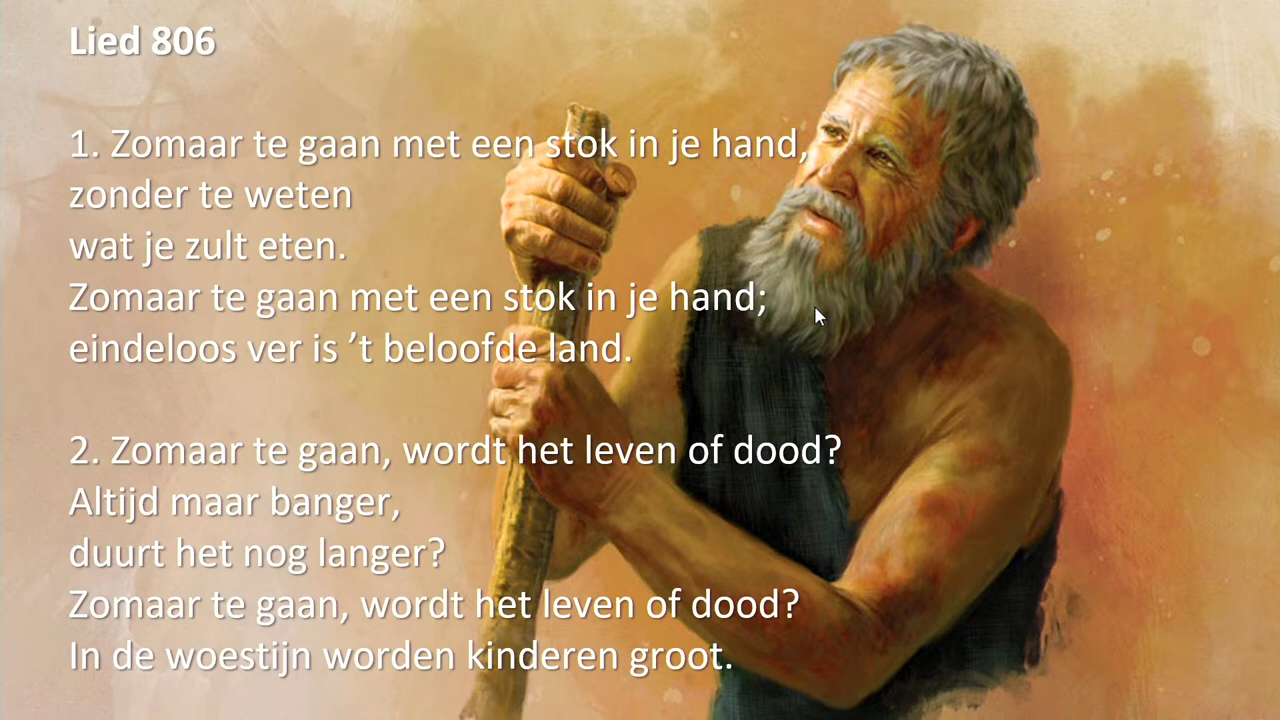 Lied 806
1. Zomaar te gaan met een stok in je hand,
zonder te weten
wat je zult eten.
Zomaar te gaan met een stok in je hand;
eindeloos ver is ’t beloofde land.
2. Zomaar te gaan, wordt het leven of dood?
Altijd maar banger,
duurt het nog langer?
Zomaar te gaan, wordt het leven of dood?
In de woestijn worden kinderen groot.